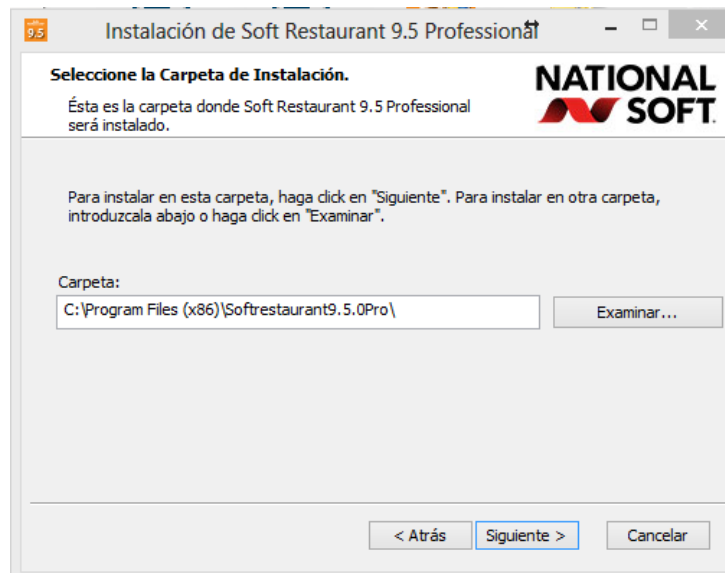 9.5
Instalación de Soft Restaurant 9.5 Professional
Seleccione la Carpeta de Instalación.
Ésta es la carpeta donde Soft Restaurant 9.5 Professional
será instalado.
NATIONAL
SOFT.
Para instalar en esta carpeta, haga click en "Siguiente". Para instalar en otra carpeta,
introduzcala abajo o haga click en "Examinar".
Carpeta:
C:\Program Files (x86)\Softrestaurant9.5.0Pro\
Examinar...
< Atrás
Siguiente >
Cancelar